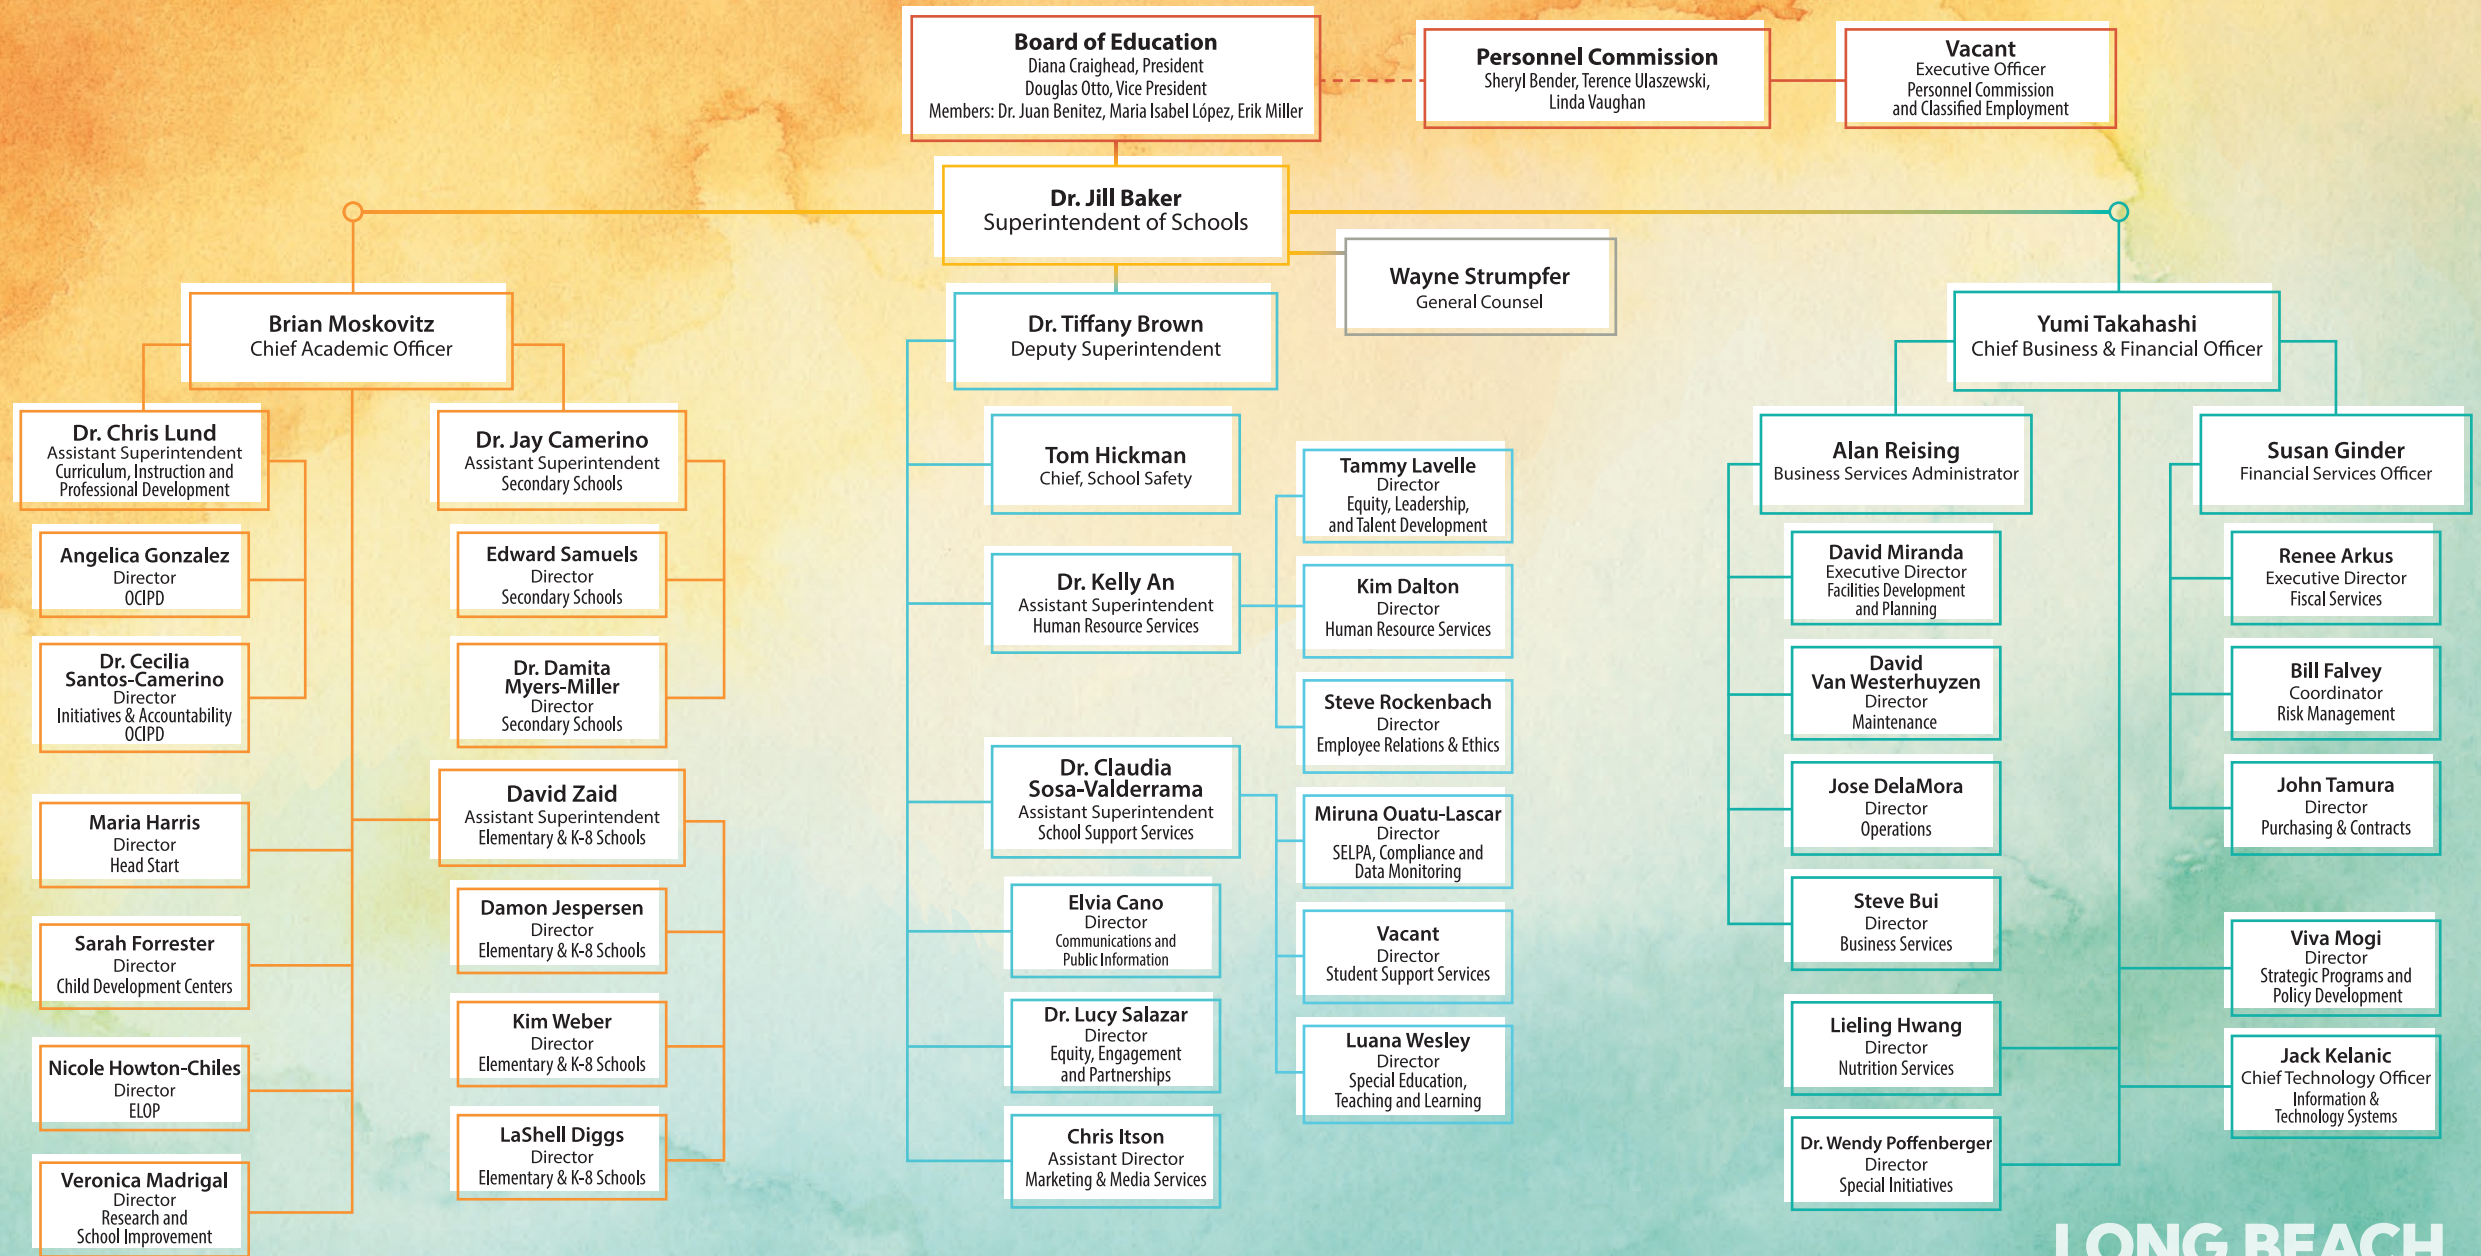 Board of Education
Diana Craighead, President
Douglas Otto, Vice President
Members: Dr. Juan Benitez, Maria Isabel López, Erik Miller
Personnel Commission
Sheryl Bender, Terence Ulaszewski,
Linda Vaughan
Vacant
Executive Officer
Personnel Commission
and Classified Employment
Dr. Jill Baker
Superintendent of Schools
Wayne Strumpfer
General Counsel
Brian Moskovitz
Chief Academic Officer
Dr. Tiffany Brown
Deputy Superintendent
Yumi Takahashi
Chief Business & Financial Officer
Dr. Chris Lund
Assistant Superintendent
Curriculum, Instruction and
Professional Development
Angelica Gonzalez
Director
OCIPD
Dr. Cecilia
Santos-Camerino
Director
Initiatives & Accountability
OCIPD
Maria Harris
Director
Head Start
Sarah Forrester
Director
Child Development Centers
Nicole Howton-Chiles
Director
ELOP
Veronica Madrigal
Director
Research and
School Improvement
Dr. Jay Camerino
Assistant Superintendent
Secondary Schools
Edward Samuels
Director
Secondary Schools
Dr. Damita
Myers-Miller
Director
Secondary Schools
David Zaid
Assistant Superintendent
Elementary & K-8 Schools
Damon Jespersen
Director
Elementary & K-8 Schools
Kim Weber
Director
Elementary & K-8 Schools
LaShell Diggs
Director
Elementary & K-8 Schools
Tom Hickman
Chief, School Safety
Dr. Kelly An
Assistant Superintendent
Human Resource Services
Dr. Claudia
Sosa-Valderrama
Assistant Superintendent
School Support Services
Elvia Cano
Director
Communications and
Public Information
Dr. Lucy Salazar
Director
Equity, Engagement
and Partnerships
Chris Itson
Assistant Director
Marketing & Media Services
Tammy Lavelle
Director
Equity, Leadership,
and Talent Development
Kim Dalton
Director
Human Resource Services
Steve Rockenbach
Director
Employee Relations & Ethics
Miruna Ouatu-Lascar
Director
SELPA, Compliance and
Data Monitoring
Vacant
Director
Student Support Services
Luana Wesley
Director
Special Education,
Teaching and Learning
Alan Reising
Business Services Administrator
David Miranda
Executive Director
Facilities Development
and Planning
David
Van Westerhuyzen
Director
Maintenance
Jose DelaMora
Director
Operations
Steve Bui
Director
Business Services
Lieling Hwang
Director
Nutrition Services
Dr. Wendy Poffenberger
Director
Special Initiatives
Susan Ginder
Financial Services Officer
Renee Arkus
Executive Director
Fiscal Services
Bill Falvey
Coordinator
Risk Management
John Tamura
Director
Purchasing & Contracts
Viva Mogi
Director
Strategic Programs and
Policy Development
Jack Kelanic
Chief Technology Officer
Information &
Technology Systems
LONG BEACH